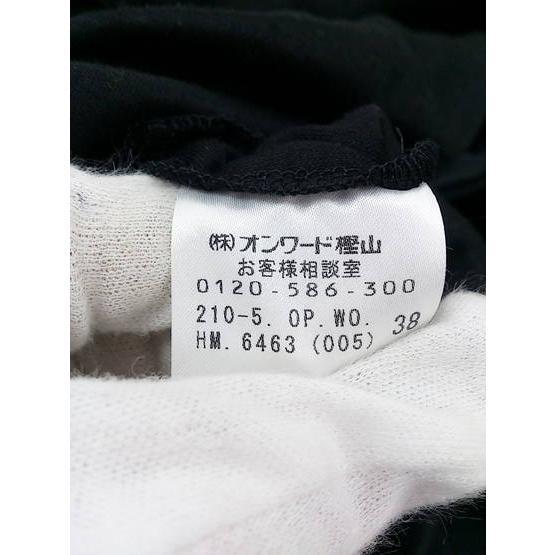 (株)オンワード樫山
お客様相談室
0120-586-300
210-5. OP.WO. 38
HM. 6463 (005)